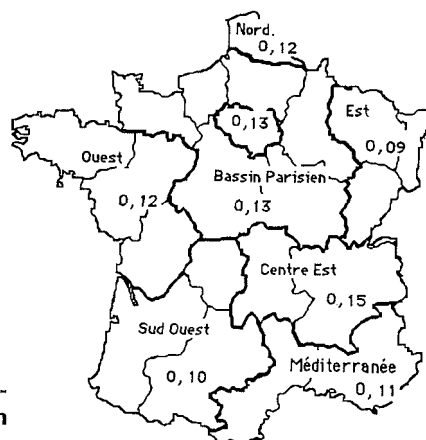 Nord.
0,12
0,13
Est
0,09
Ouest
0,12
Bassin Parisien
0,13
Centre Est
0,15
Sud Ouest
0,10
Méditerranée
0,11
n